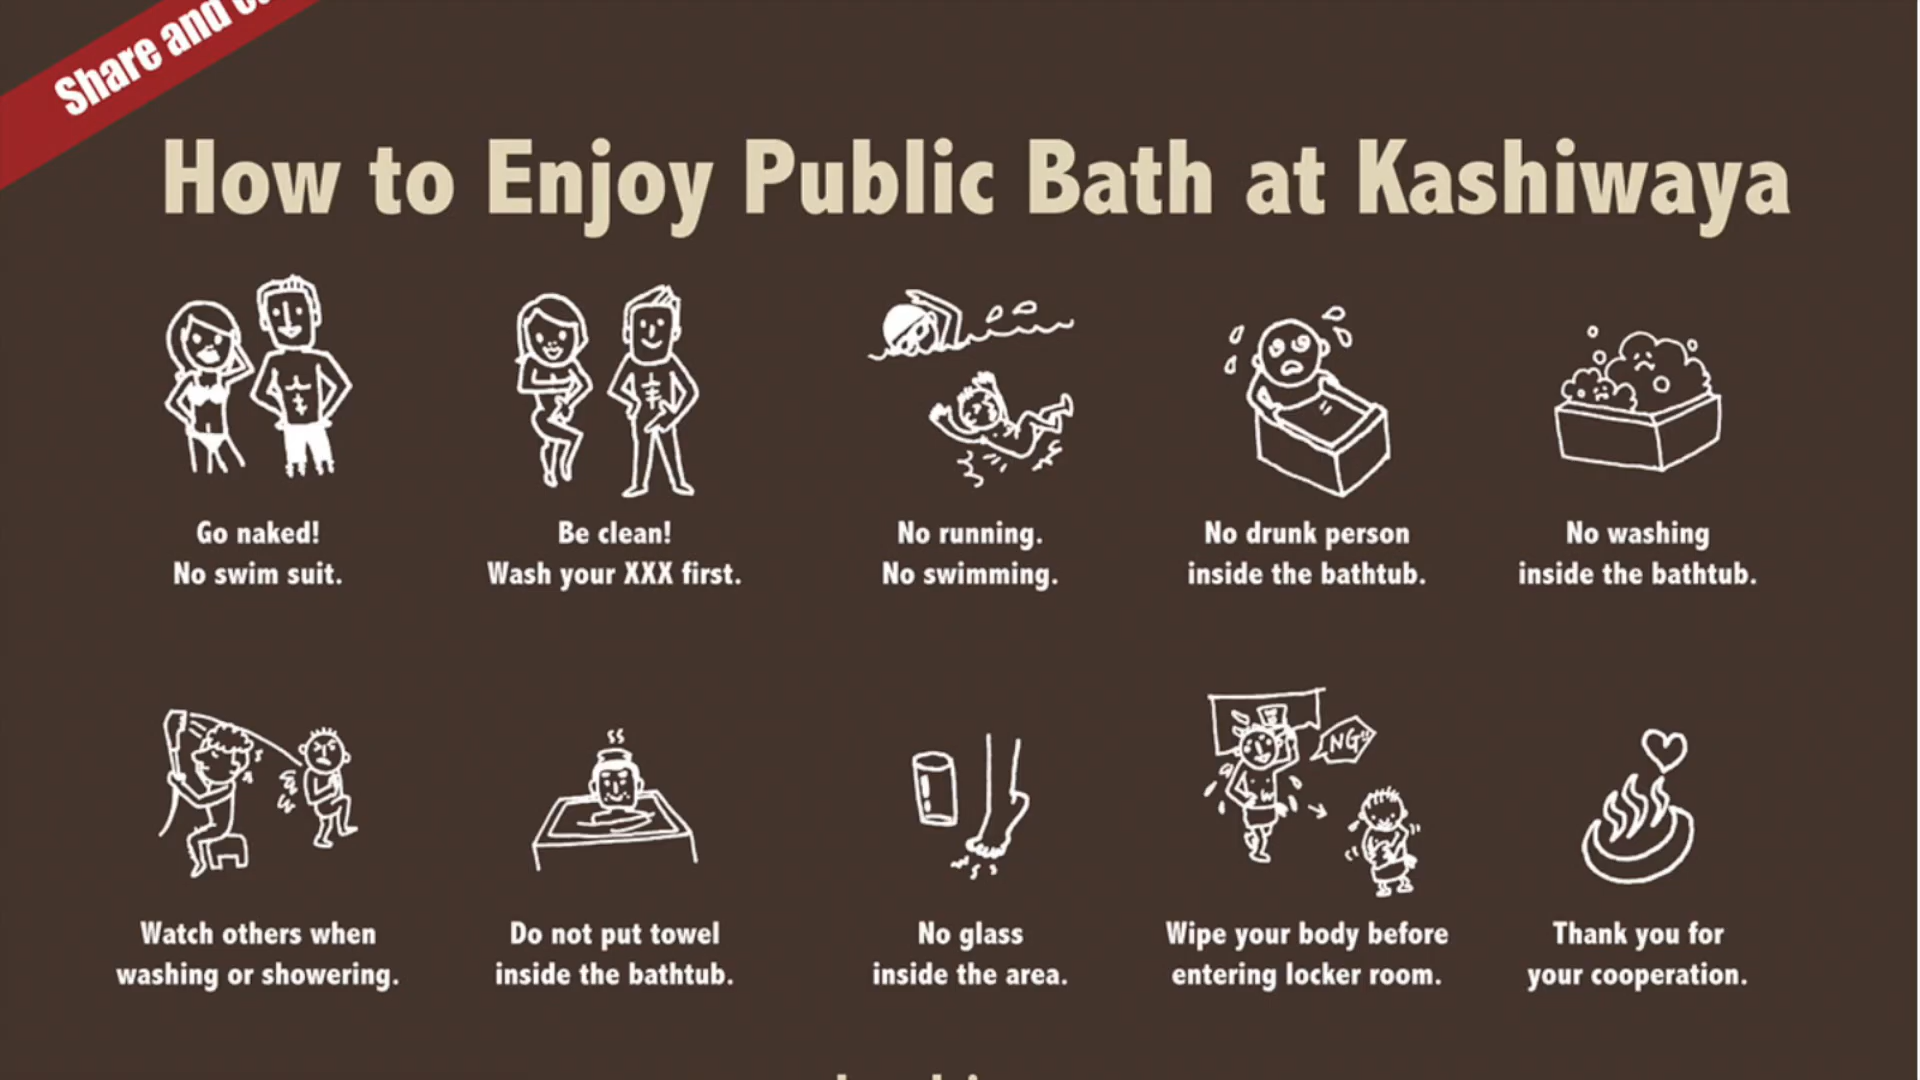 Share and
How to Enjoy Public Bath at Kashiwaya
Go naked!
No swim suit.
Be clean!
Wash your XXX first.
No running.
No swimming.
No drunk person
inside the bathtub.
No washing
inside the bathtub.
NG!!
Watch others when
washing or showering.
Do not put towel
inside the bathtub.
No glass
inside the area.
Wipe your body before
entering locker room.
Thank you for
your cooperation.